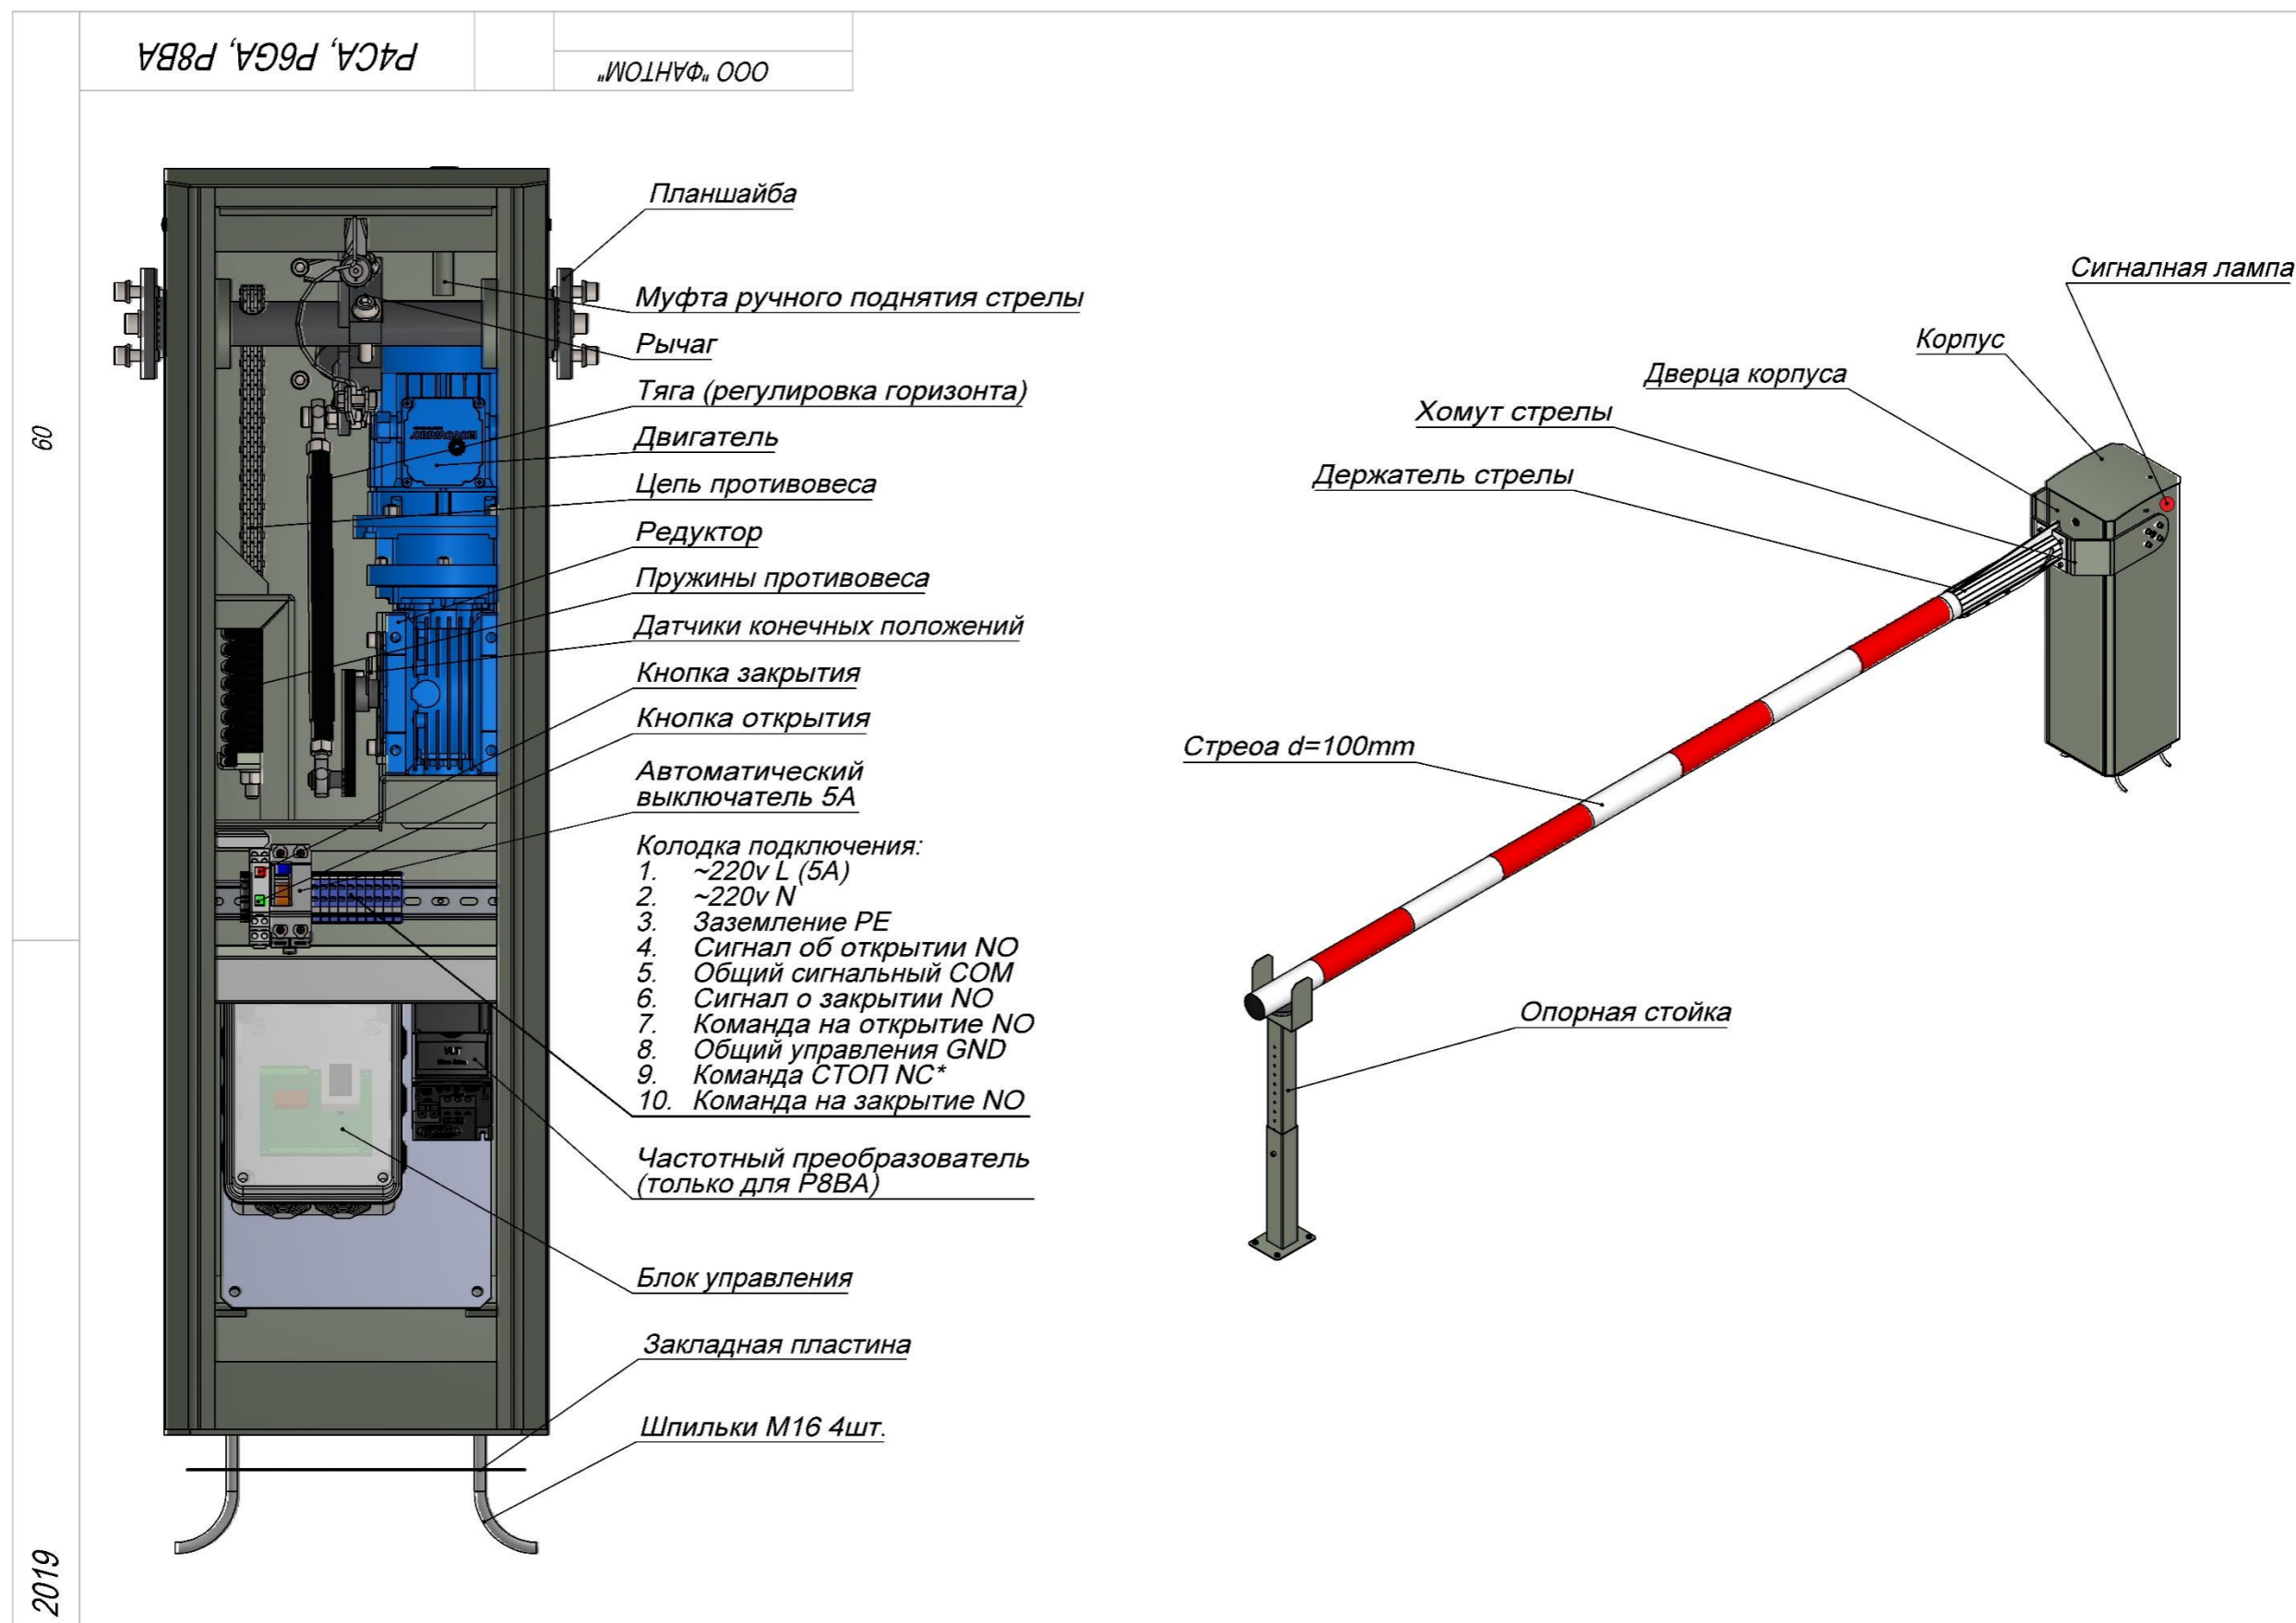 P4CA, P6GA, P8BA
ООО "ФАНТОМ"
60
2019
Планшайба
Муфта ручного поднятия стрелы
Рычаг
Тяга (регулировка горизонта)
Двигатель
Цепь противовеса
Редуктор
Пружины противовеса
Датчики конечных положений
Кнопка закрытия
Кнопка открытия
Автоматический
выключатель 5А
Колодка подключения:
1. ~220v L (5A)
2. ~220v N
3. Заземление PE
4. Сигнал об открытии NO
5. Общий сигнальный COM
6. Сигнал о закрытии NO
7. Команда на открытие NO
8. Общий управления GND
9. Команда СТОП NC*
10. Команда на закрытие NO
Частотный преобразователь
(только для P8BA)
Блок управления
Закладная пластина
Шпильки М16 4шт.
Сигналная лампа
Корпус
Дверца корпуса
Хомут стрелы
Держатель стрелы
Стреоа d=100mm
Опорная стойка